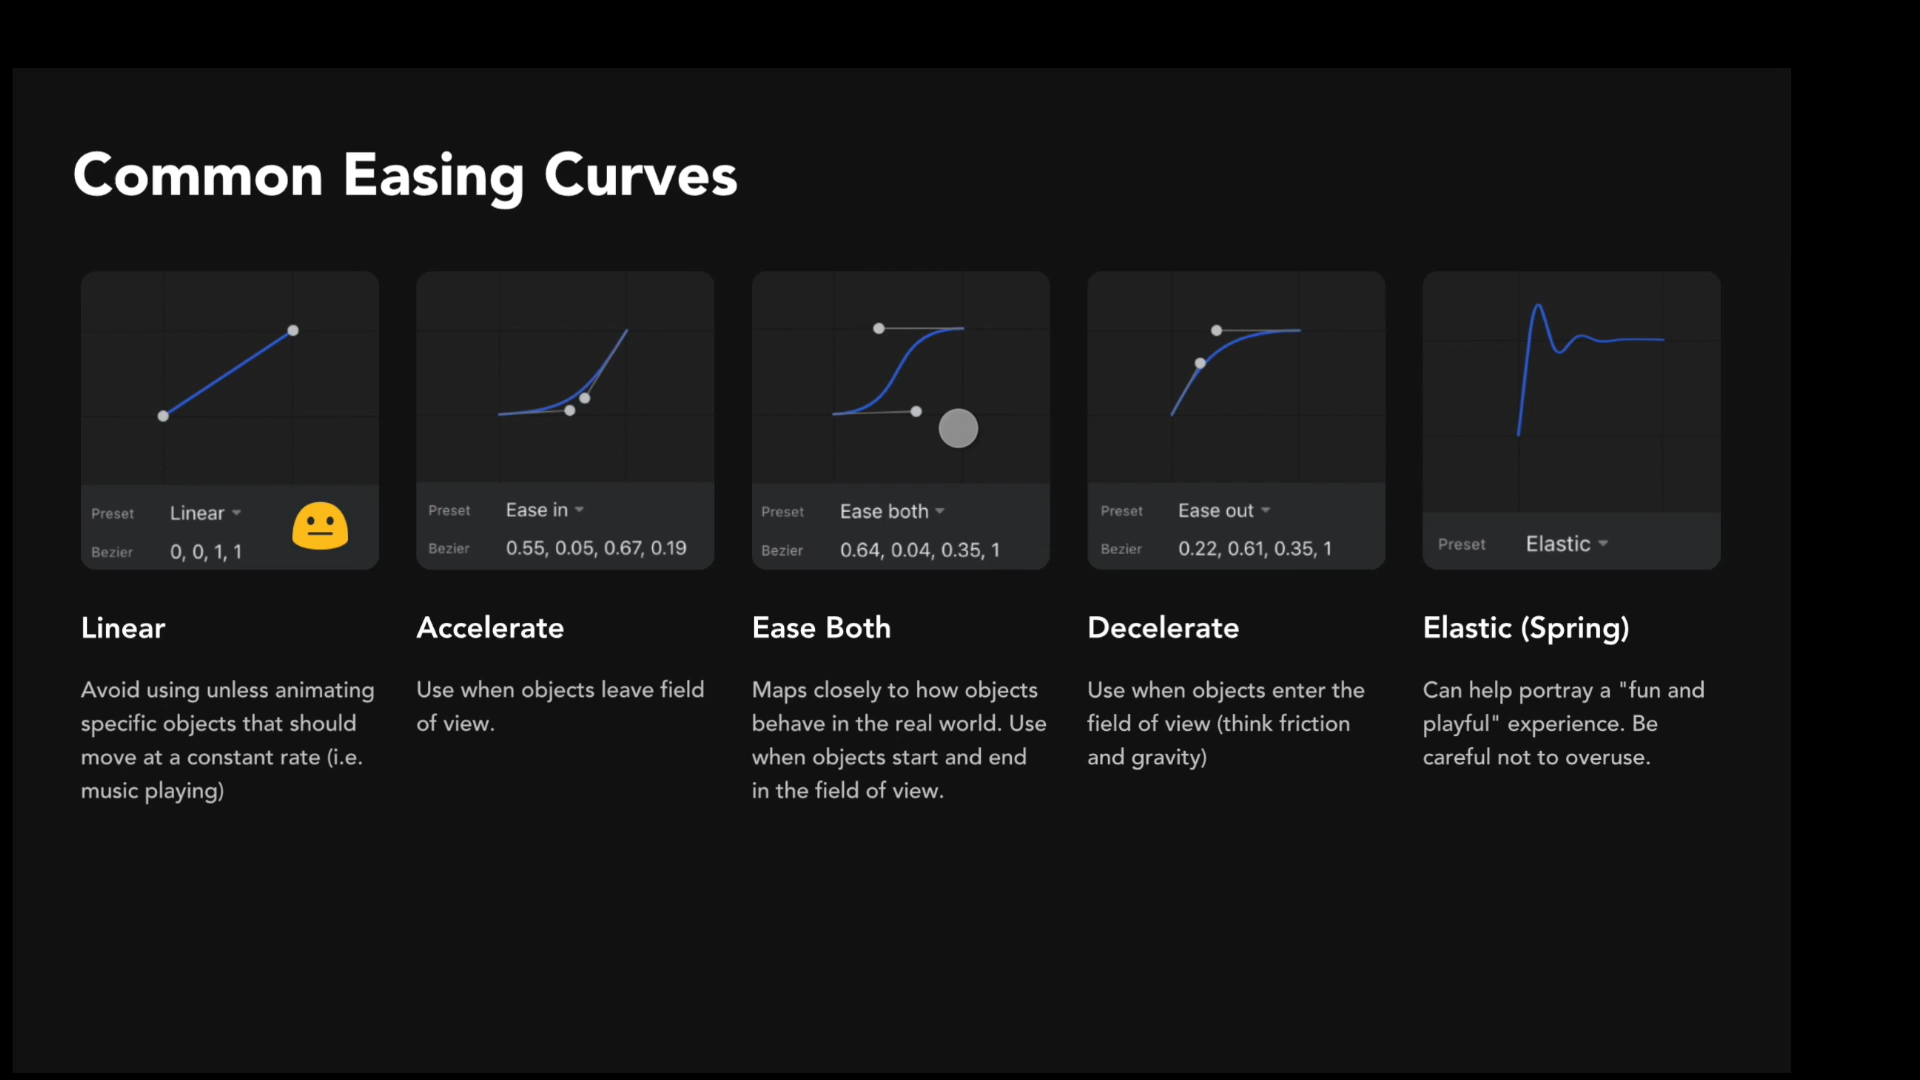 Common Easing Curves
Preset Linear
Bezier 0, 0, 1, 1
Linear
Avoid using unless animating
specific objects that should
move at a constant rate (i.e.
music playing)
Preset Ease in
Bezier 0.55, 0.05, 0.67, 0.19
Accelerate
Use when objects leave field
of view.
Preset Ease both
Bezier 0.64, 0.04, 0.35, 1
Ease Both
Maps closely to how objects
behave in the real world. Use
when objects start and end
in the field of view.
Preset Ease out
Bezier 0.22, 0.61, 0.35, 1
Decelerate
Use when objects enter the
field of view (think friction
and gravity)
Preset Elastic
Elastic (Spring)
Can help portray a "fun and
playful" experience. Be
careful not to overuse.